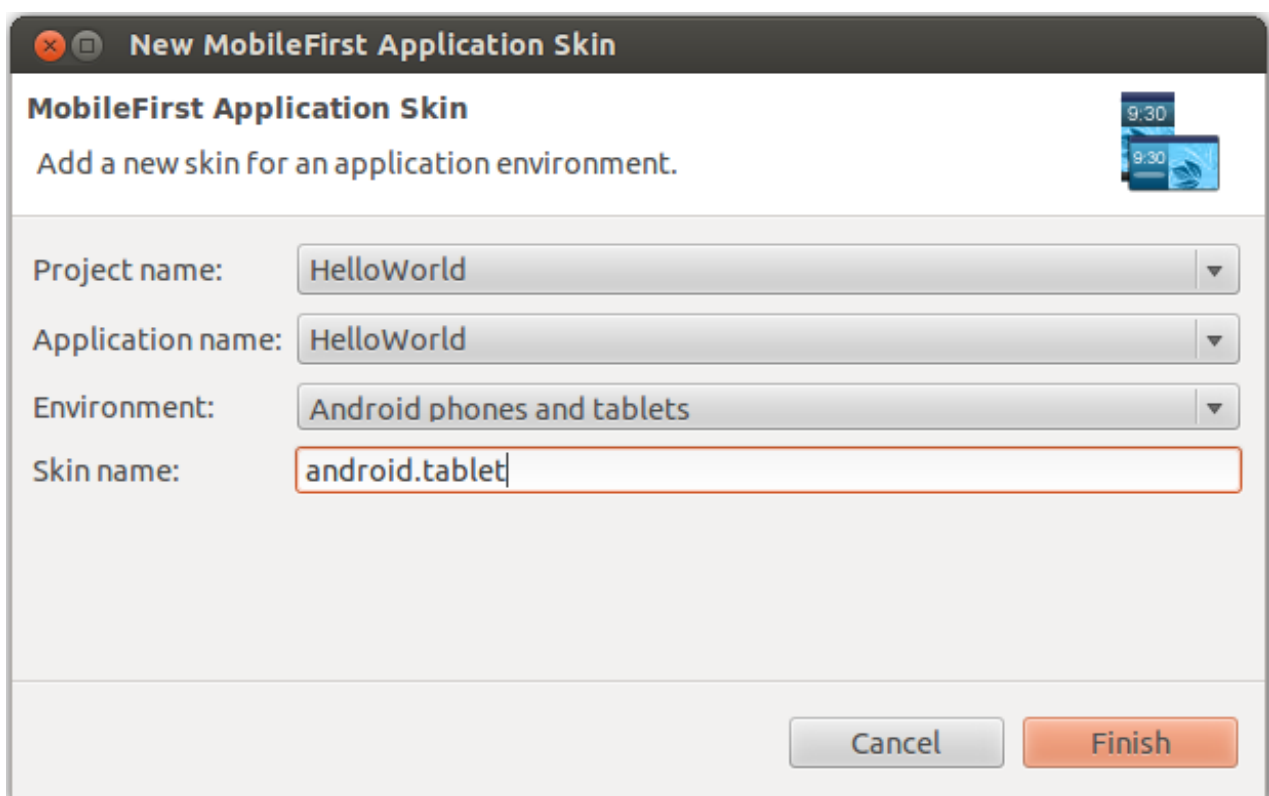 New MobileFirst Application Skin
MobileFirst Application Skin
Add a new skin for an application environment.
9:30
9:30
Project name: HelloWorld
Application name: HelloWorld
Environment: Android phones and tablets
Skin name: android.tablet
Cancel Finish